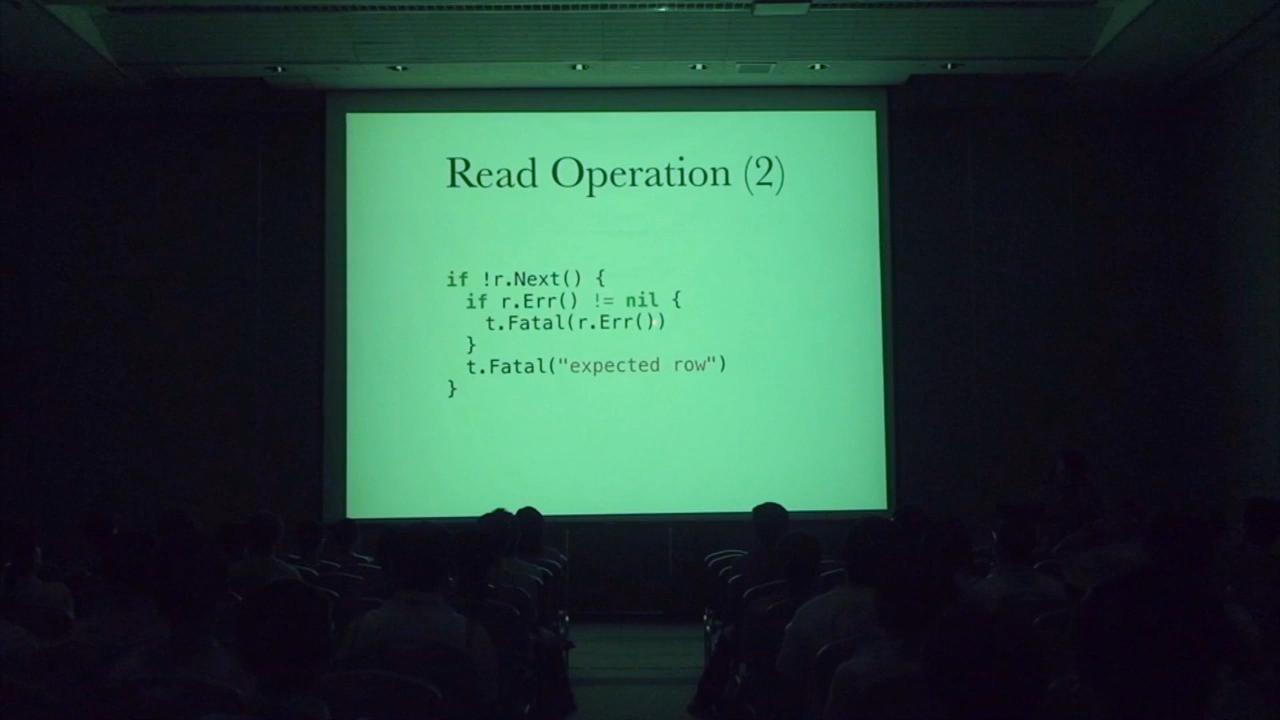 Read Operation (2)
if !r.Next() {
  if r.Err() != nil {
    t.Fatal(r.Err())
  }
  t.Fatal("expected row")
}